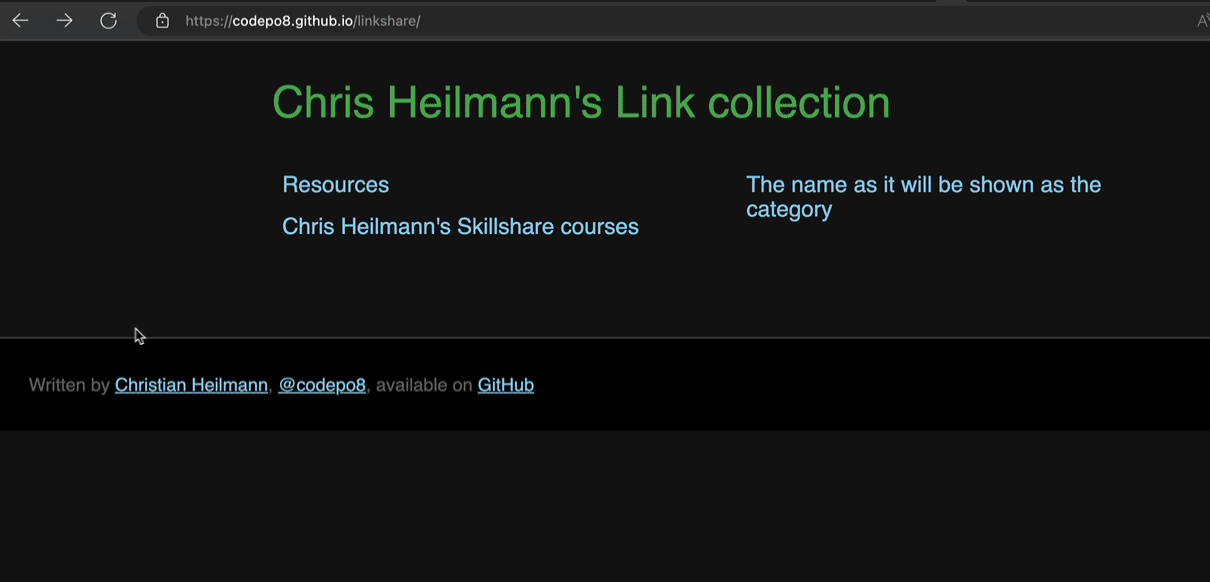 https://codepo8.github.io/linkshare/
Chris Heilmann's Link collection
Resources
Chris Heilmann's Skillshare courses
The name as it will be shown as the
category
Written by Christian Heilmann, @codepo8, available on GitHub